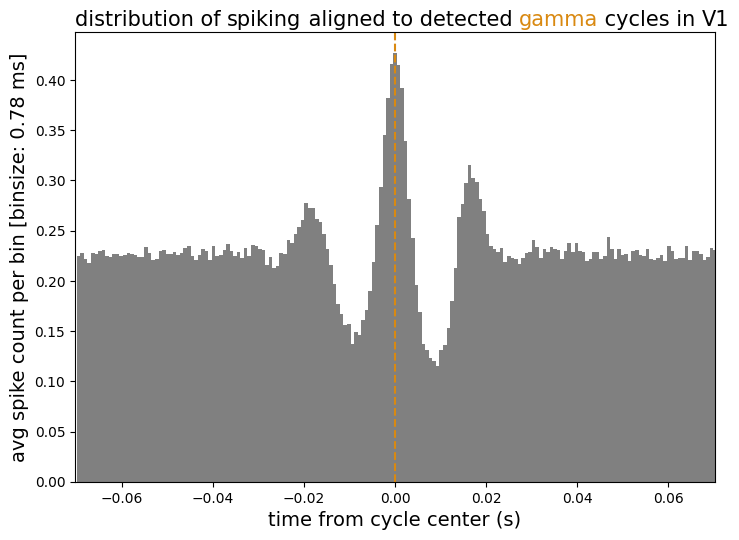 distribution of spiking aligned to detected gamma cycles in V1
avg spike count per bin [binsize: 0.78 ms]
0.40
0.35
0.30
0.25
0.20
0.15
0.10
0.05
0.00
−0.06 −0.04 −0.02 0.00 0.02 0.04 0.06
time from cycle center (s)